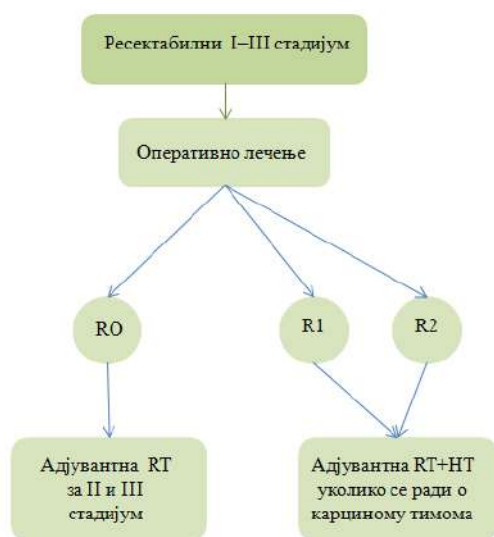 Ресектабилни I–III стадијум
Оперативно лечење
RO
R1
R2
Адјувантна RT
за II и III
стадијум
Адјувантна RT+HT
уколико се ради о
карциному тимома